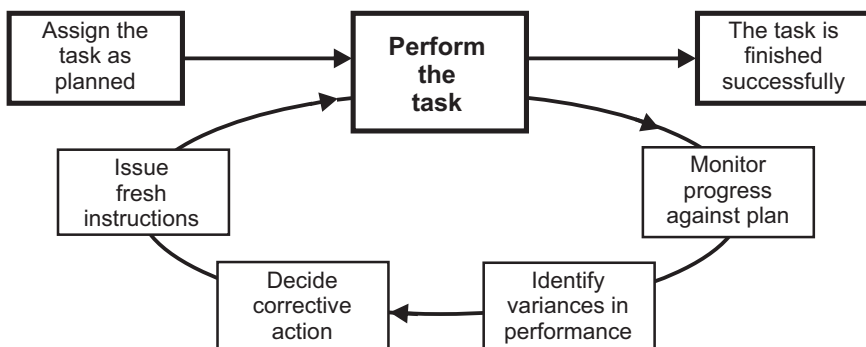 Assign the
task as
planned
Perform
the
task
The task is
finished
successfully
Monitor
progress
against plan
Identify
variances in
performance
Decide
corrective
action
Issue
fresh
instructions